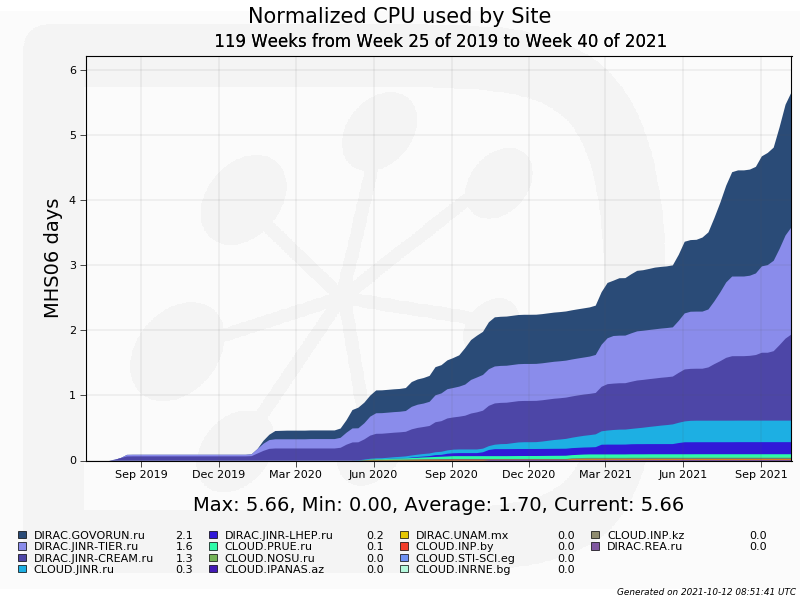 Normalized CPU used by Site
119 Weeks from Week 25 of 2019 to Week 40 of 2021
MHS06 days
6
5
4
3
2
1
0
Sep 2019 Dec 2019 Mar 2020 Jun 2020 Sep 2020 Dec 2020 Mar 2021 Jun 2021 Sep 2021
Max: 5.66, Min: 0.00, Average: 1.70, Current: 5.66
DIRAC.GOVORUN.ru 2.1 DIRAC.JINR-LHEP.ru 0.2 DIRAC.UNAM.mx 0.0 CLOUD.INP.kz 0.0
DIRAC.JINR-TIER.ru 1.6 CLOUD.PRUE.ru 0.1 CLOUD.INP.by 0.0 DIRAC.REA.ru 0.0
DIRAC.JINR-CREAM.ru 1.3 CLOUD.NOSU.ru 0.0 CLOUD.STI-SCI.eg 0.0
CLOUD.JINR.ru 0.3 CLOUD.IPANAS.az 0.0 CLOUD.INRNE.bg 0.0
Generated on 2021-10-12 08:51:41 UTC